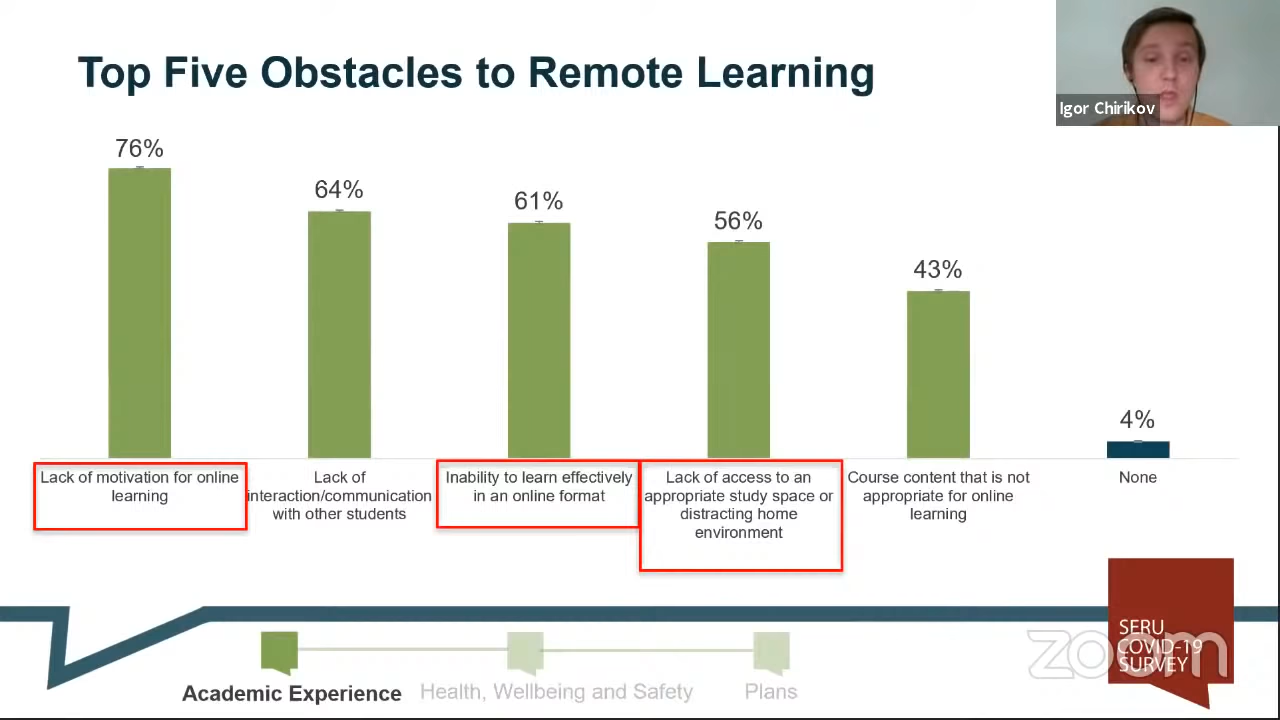 Top Five Obstacles to Remote Learning
Igor Chirikov
76%
64%
61%
56%
43%
4%
Lack of motivation for online
learning
Lack of
interaction/communication
with other students
Inability to learn effectively
in an online format
Lack of access to an
appropriate study space or
distracting home
environment
Course content that is not
appropriate for online
learning
None
SERU
COVID-19
SURVEY
zoom
Academic Experience
Health, Wellbeing and Safety
Plans